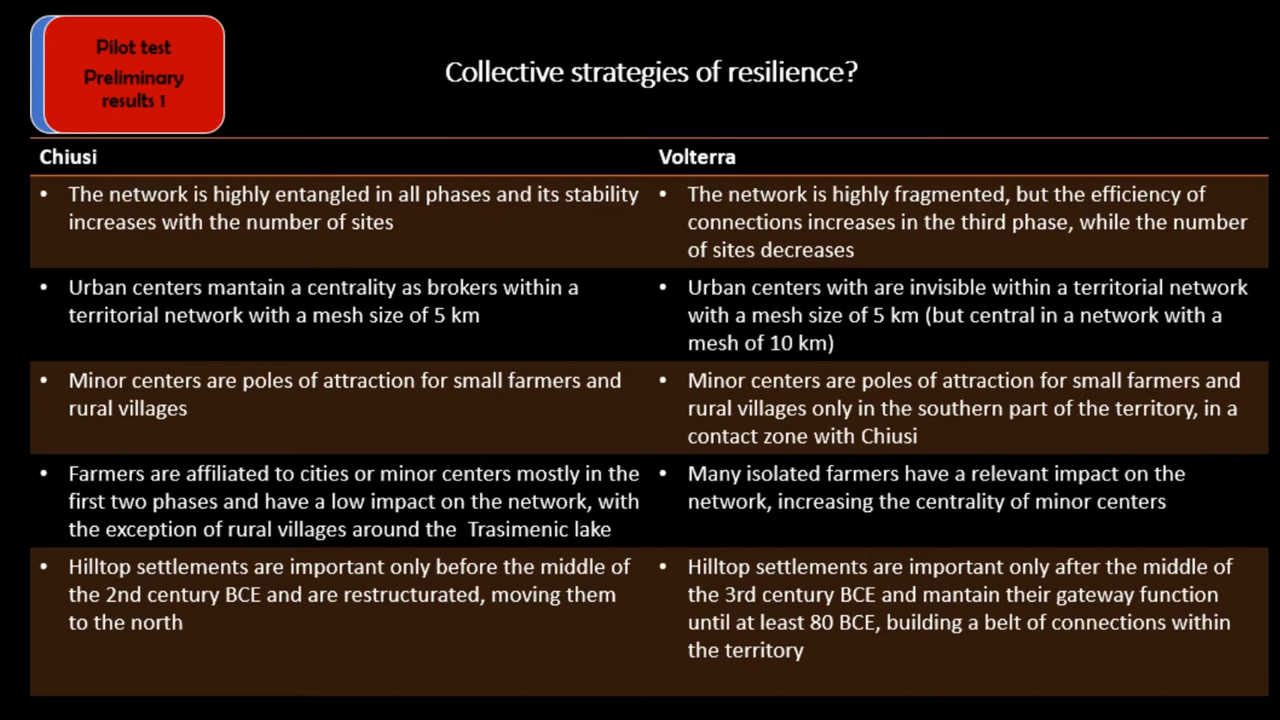 Pilot test
Preliminary
results 1
Collective strategies of resilience?
Chiusi
Volterra
• The network is highly entangled in all phases and its stability
increases with the number of sites
• The network is highly fragmented, but the efficiency of
connections increases in the third phase, while the number
of sites decreases
• Urban centers mantain a centrality as brokers within a
territorial network with a mesh size of 5 km
• Urban centers with are invisible within a territorial network
with a mesh size of 5 km (but central in a network with a
mesh of 10 km)
• Minor centers are poles of attraction for small farmers and
rural villages
• Minor centers are poles of attraction for small farmers and
rural villages only in the southern part of the territory, in a
contact zone with Chiusi
• Farmers are affiliated to cities or minor centers mostly in the
first two phases and have a low impact on the network, with
the exception of rural villages around the Trasimenic lake
• Many isolated farmers have a relevant impact on the
network, increasing the centrality of minor centers
• Hilltop settlements are important only before the middle of
the 2nd century BCE and are restructurated, moving them
to the north
• Hilltop settlements are important only after the middle of
the 3rd century BCE and mantain their gateway function
until at least 80 BCE, building a belt of connections within
the territory